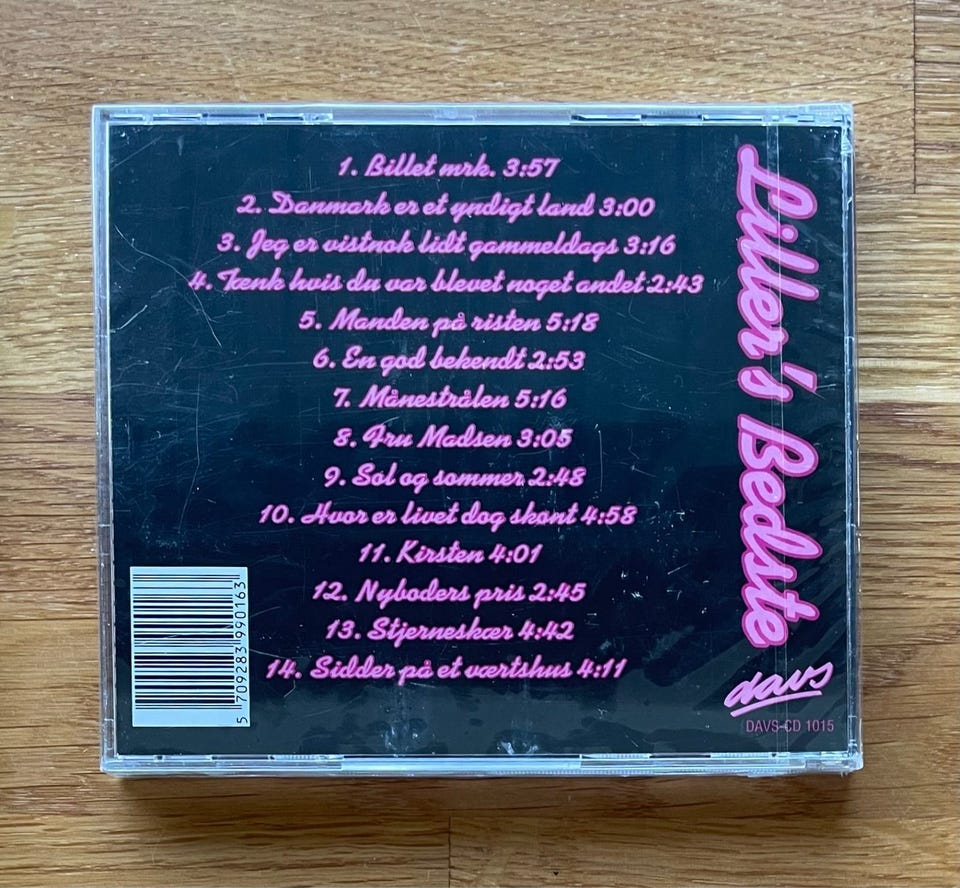 1. Billet mrk. 3:57
2. Danmark er et yndigt land 3:00
3. Jeg er vistnok lidt gammeldags 3:16
4. Tænk hvis du var blevet noget andet 2:43
5. Manden på risten 5:18
6. En god bekendt 2:53
7. Månestrålen 5:16
8. Fru Madsen 3:05
9. Sol og sommer 2:48
10. Hvor er livet dog skønt 4:58
11. Kirsten 4:01
12. Nyboders pris 2:45
13. Stjerneskær 4:42
14. Sidder på et værtshus 4:11
Liller's Bedste
davs
DAVS-CD 1015
5 709283 990163